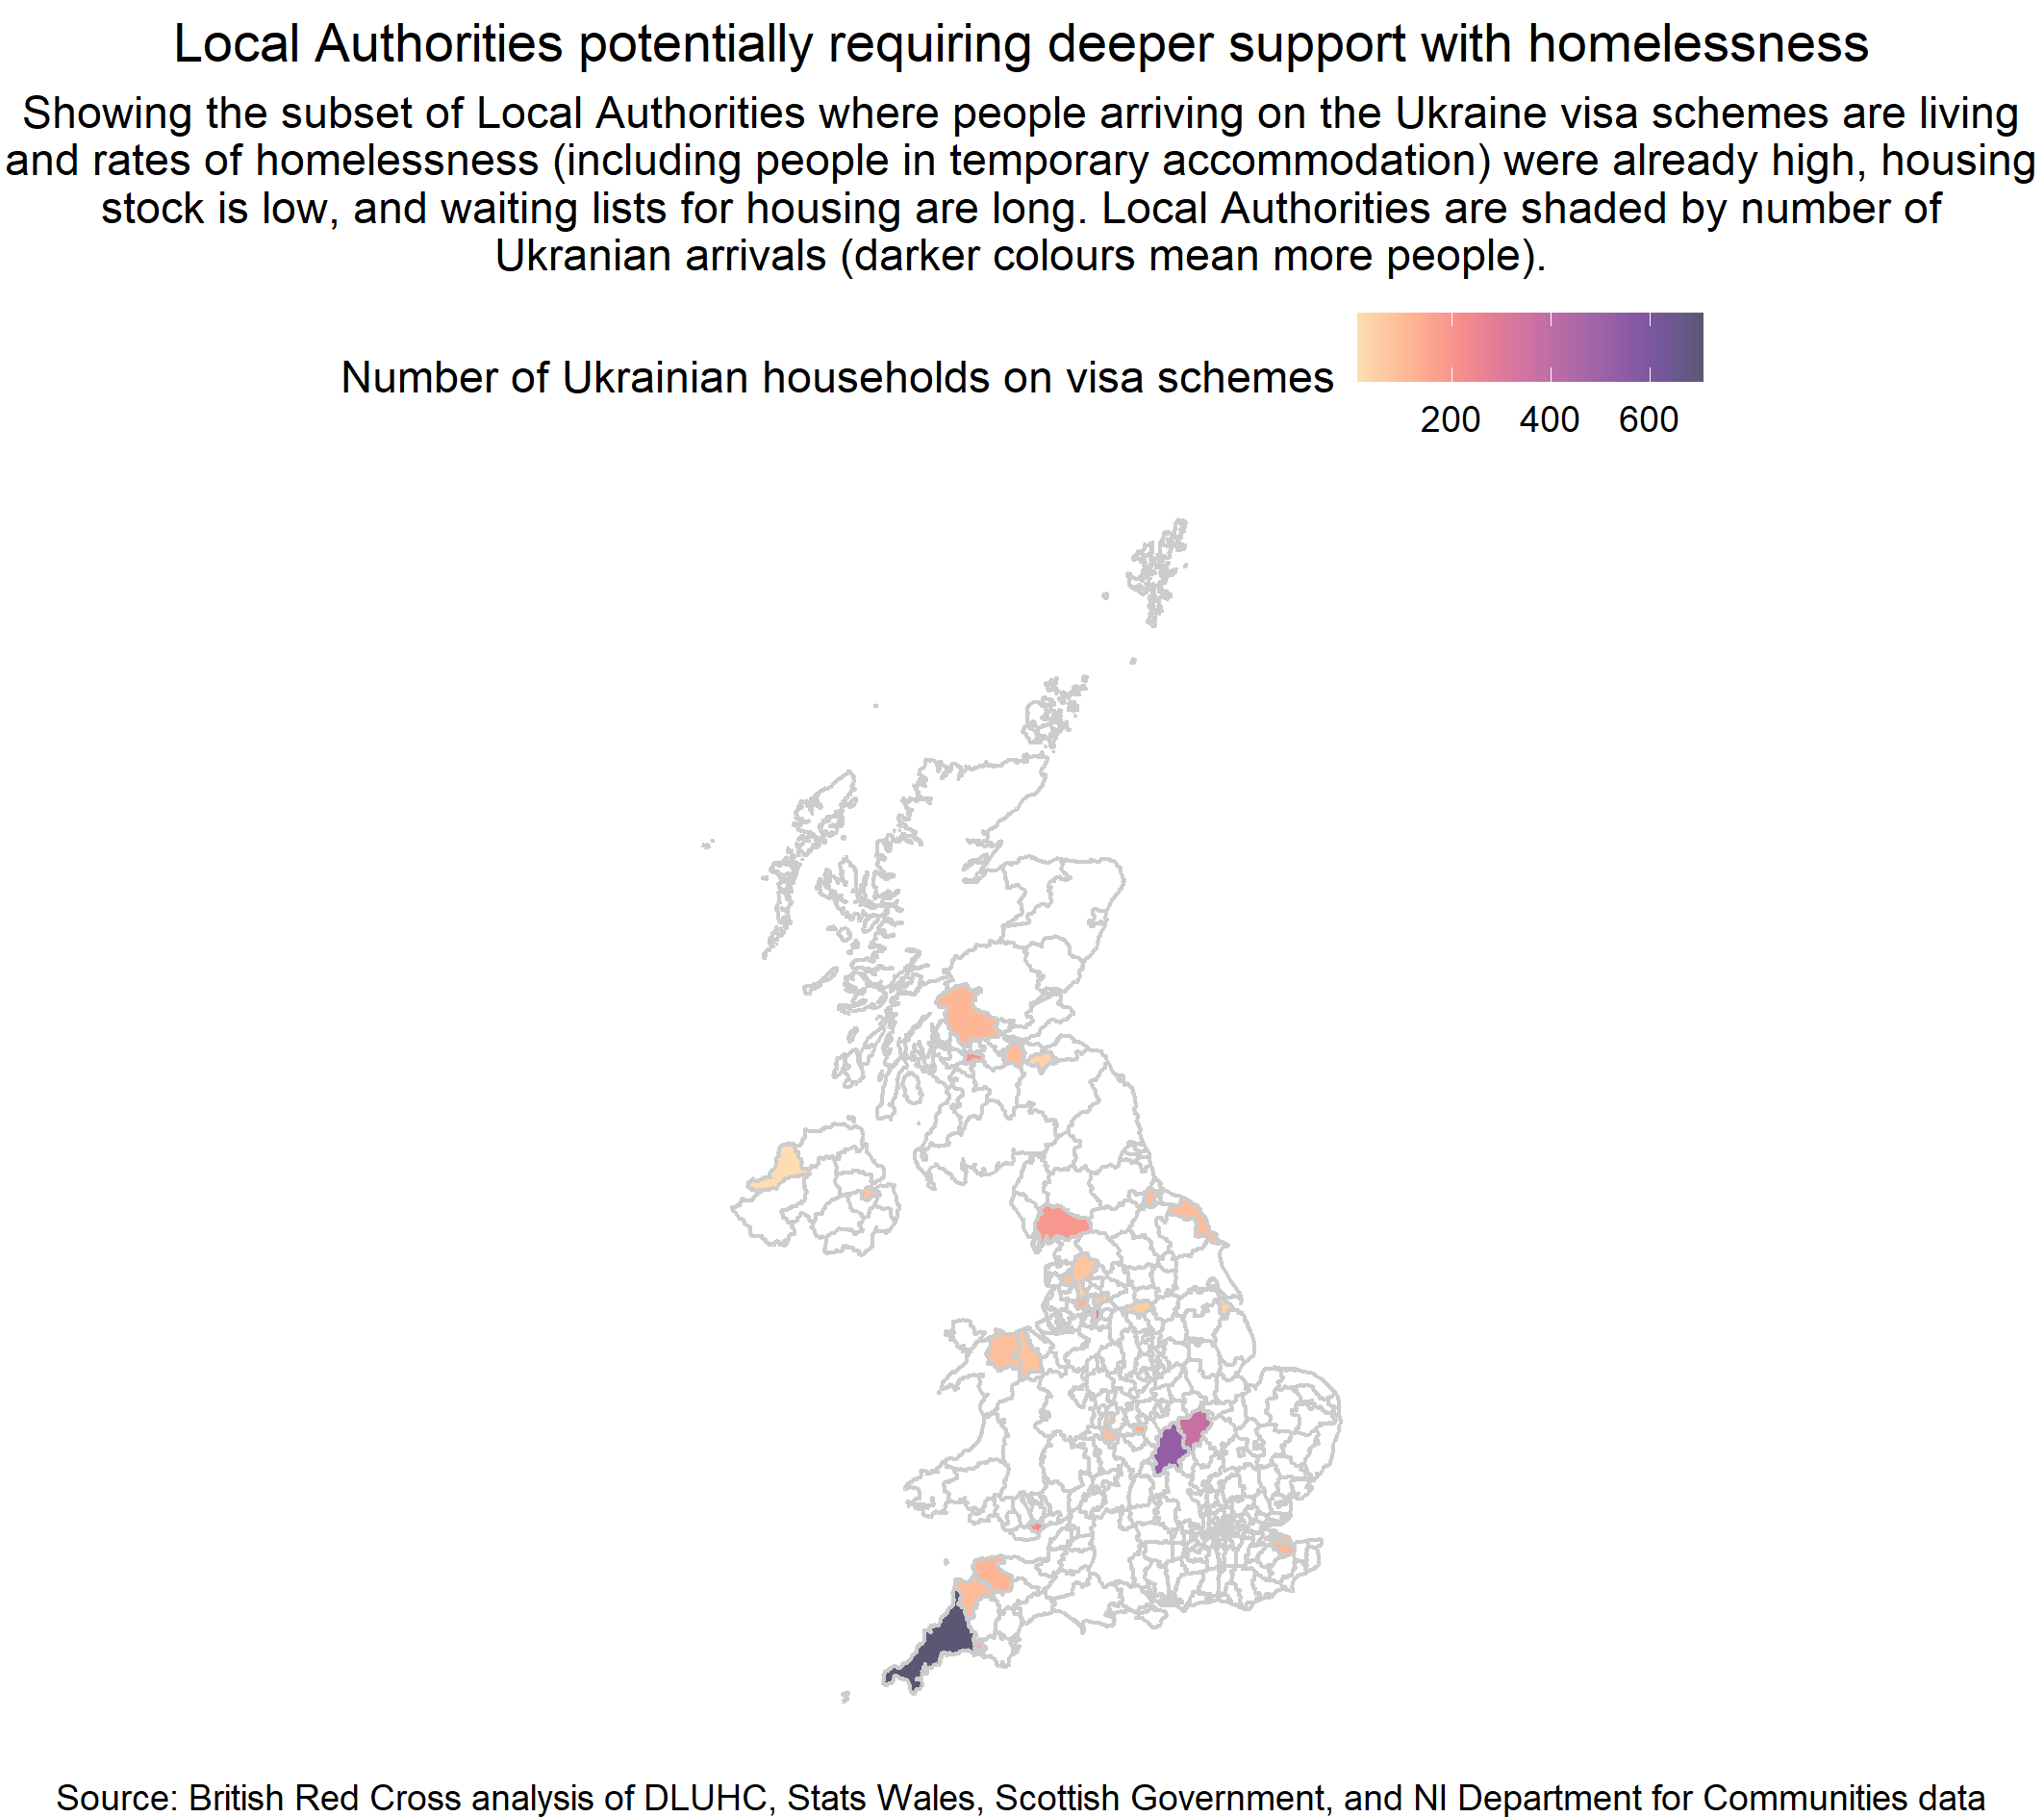 Local Authorities potentially requiring deeper support with homelessness
Showing the subset of Local Authorities where people arriving on the Ukraine visa schemes are living
and rates of homelessness (including people in temporary accommodation) were already high, housing
stock is low, and waiting lists for housing are long. Local Authorities are shaded by number of
Ukranian arrivals (darker colours mean more people).
Number of Ukrainian households on visa schemes
200 400 600
Source: British Red Cross analysis of DLUHC, Stats Wales, Scottish Government, and NI Department for Communities data